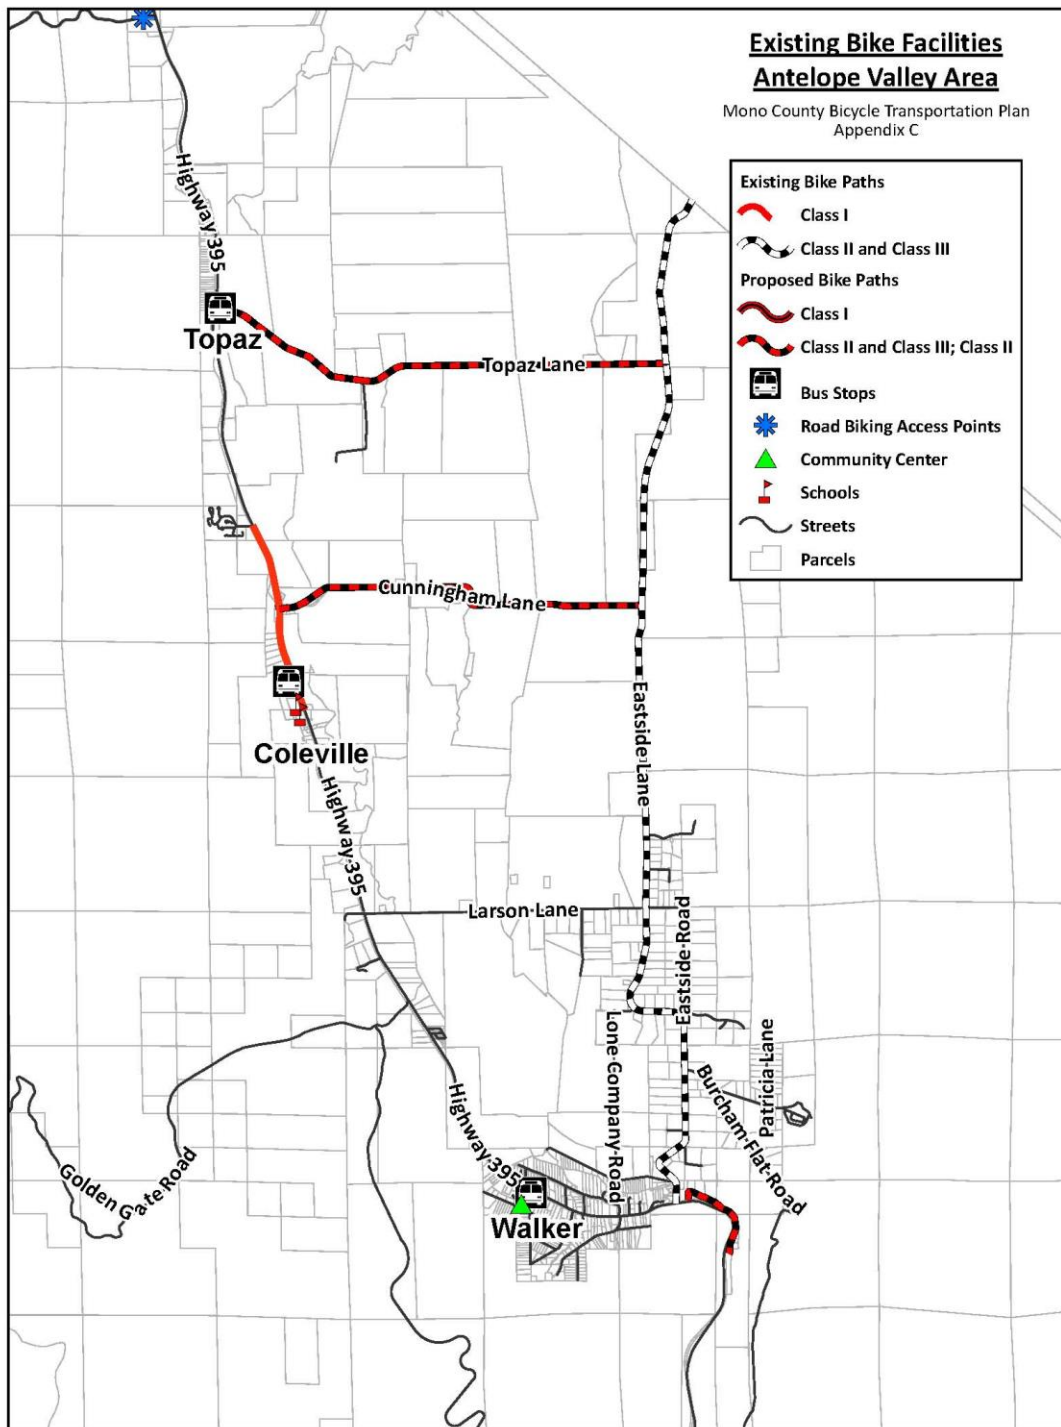 Existing Bike Facilities
Antelope Valley Area
Mono County Bicycle Transportation Plan
Appendix C
Existing Bike Paths
Class I
Class II and Class III
Proposed Bike Paths
Class I
Class II and Class III; Class II
Bus Stops
Road Biking Access Points
Community Center
Schools
Streets
Parcels
Highway 395
Topaz
Topaz Lane
Cunningham Lane
Eastside Lane
Coleville
Highway 395
Larson Lane
Eastside Road
Lone Company Road
Patricia Lane
Burcham Flat Road
Highway 395
Golden Gate Road
Walker